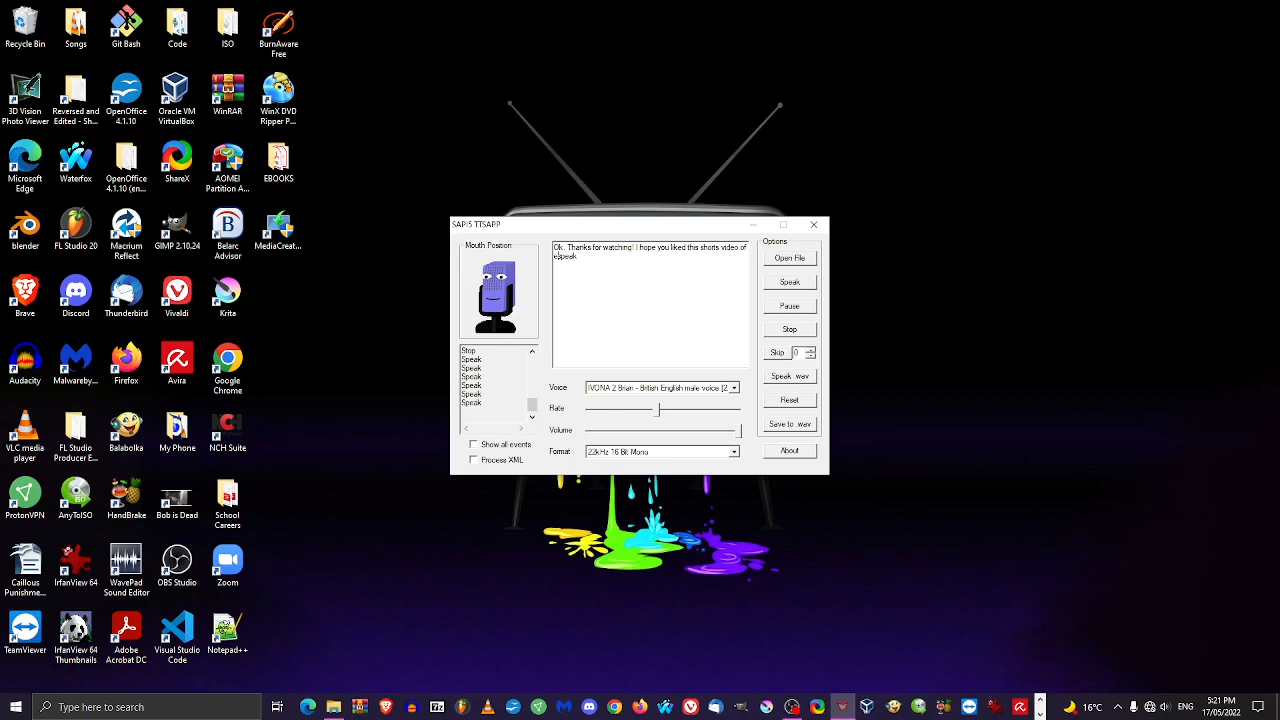 Recycle Bin
Songs
Git Bash
Code
ISO
BurnAware
Free
3D Vision
Photo Viewer
Reversed and
Edited - Sh...
OpenOffice
4.1.10
Oracle VM
VirtualBox
WinRAR
WinX DVD
Ripper P...
Microsoft
Edge
Waterfox
OpenOffice
4.1.10 (en...
ShareX
AOMEI
Partition A...
EBOOKS
blender
FL Studio 20
Macrium
Reflect
GIMP 2.10.24
Belarc
Advisor
MediaCreat...
Brave
Discord
Thunderbird
Vivaldi
Krita
Audacity
Malwareby...
Firefox
Avira
Google
Chrome
VLC media
player
FL Studio
Producer E...
Balabolka
My Phone
NCH Suite
ProtonVPN
AnyToISO
HandBrake
Bob is Dead
School
Careers
Caillous
Punishme...
IrfanView 64
WavePad
Sound Editor
OBS Studio
Zoom
TeamViewer
IrfanView 64
Thumbnails
Adobe
Acrobat DC
Visual Studio
Code
Notepad++
SAPI5 TTSAPP
Mouth Position
Ok. Thanks for watching! I hope you liked this shorts video of
eSpeak
Stop
Speak
Speak
Speak
Speak
Speak
Speak
Show all events
Process XML
Voice
IVONA 2 Brian - British English male voice [2
Rate
Volume
Format
22kHz 16 Bit Mono
Options
Open File
Speak
Pause
Stop
Skip
0
Speak .wav
Reset
Save to .wav
About
Type here to search
16°C
ENG
5:21 PM
17/05/2022